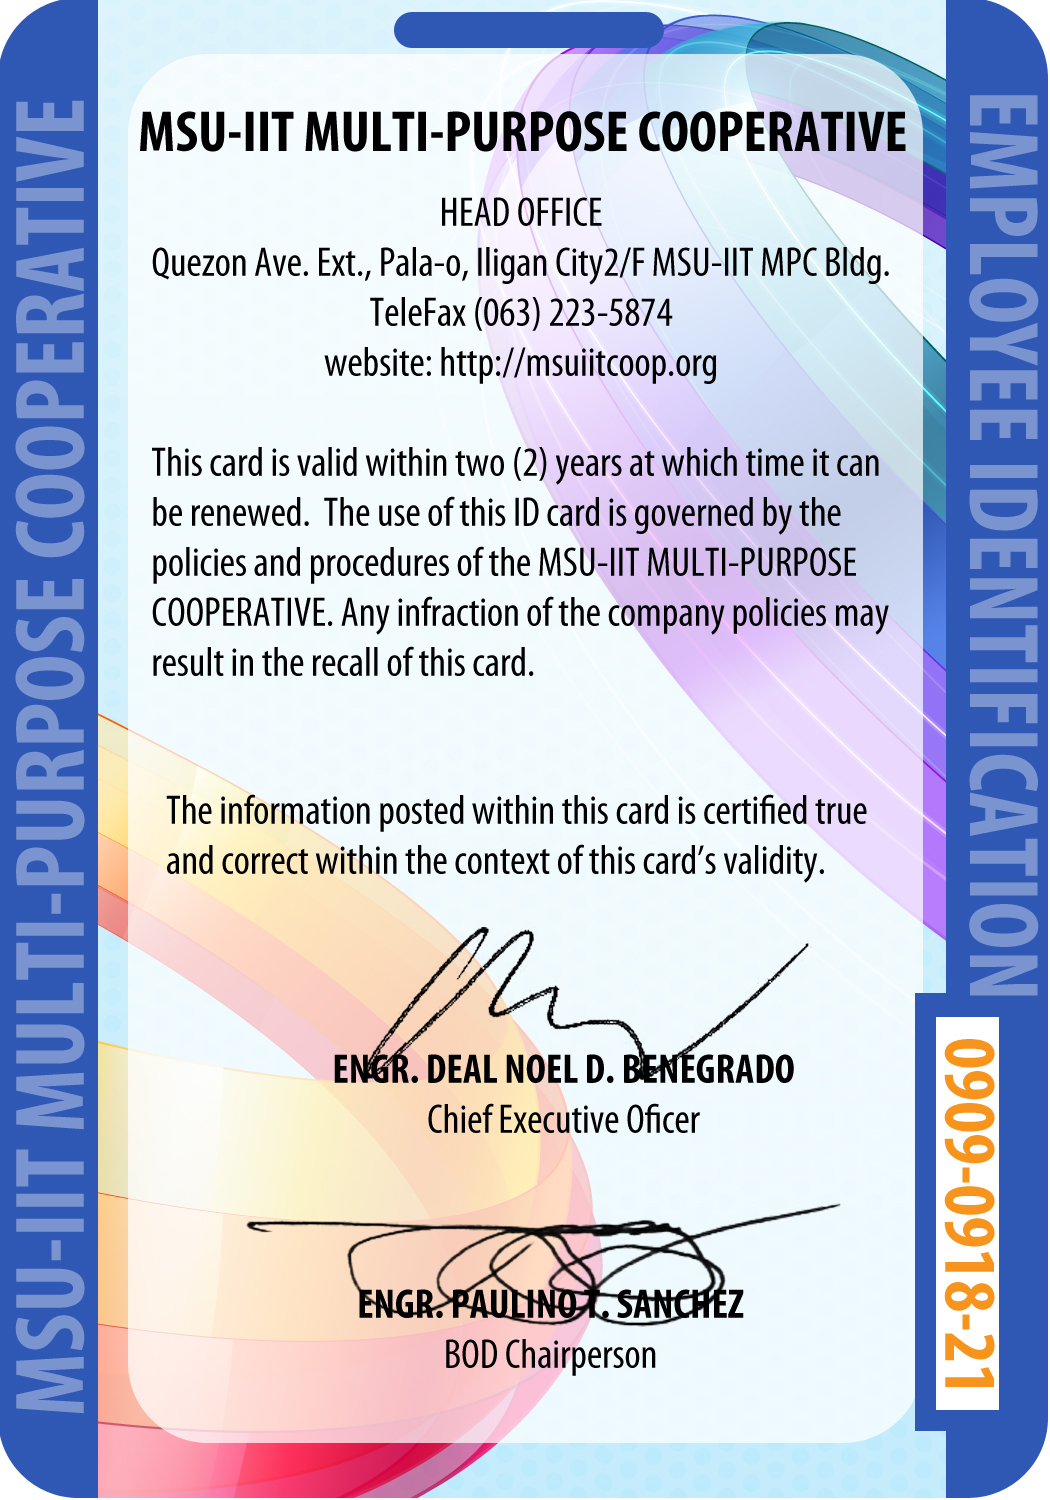 MSU-IIT MULTI-PURPOSE COOPERATIVE
MSU-IIT MULTI-PURPOSE COOPERATIVE
HEAD OFFICE
Quezon Ave. Ext., Pala-o, Iligan City2/F MSU-IIT MPC Bldg.
TeleFax (063) 223-5874
website: http://msuiitcoop.org
This card is valid within two (2) years at which time it can
be renewed.  The use of this ID card is governed by the
policies and procedures of the MSU-IIT MULTI-PURPOSE
COOPERATIVE. Any infraction of the company policies may
result in the recall of this card.
The information posted within this card is certified true
and correct within the context of this card’s validity.
ENGR. DEAL NOEL D. BENEGRADO
Chief Executive Oficer
ENGR. PAULINO T. SANCHEZ
BOD Chairperson
EMPLOYEE IDENTIFICATION
0909-0918-21